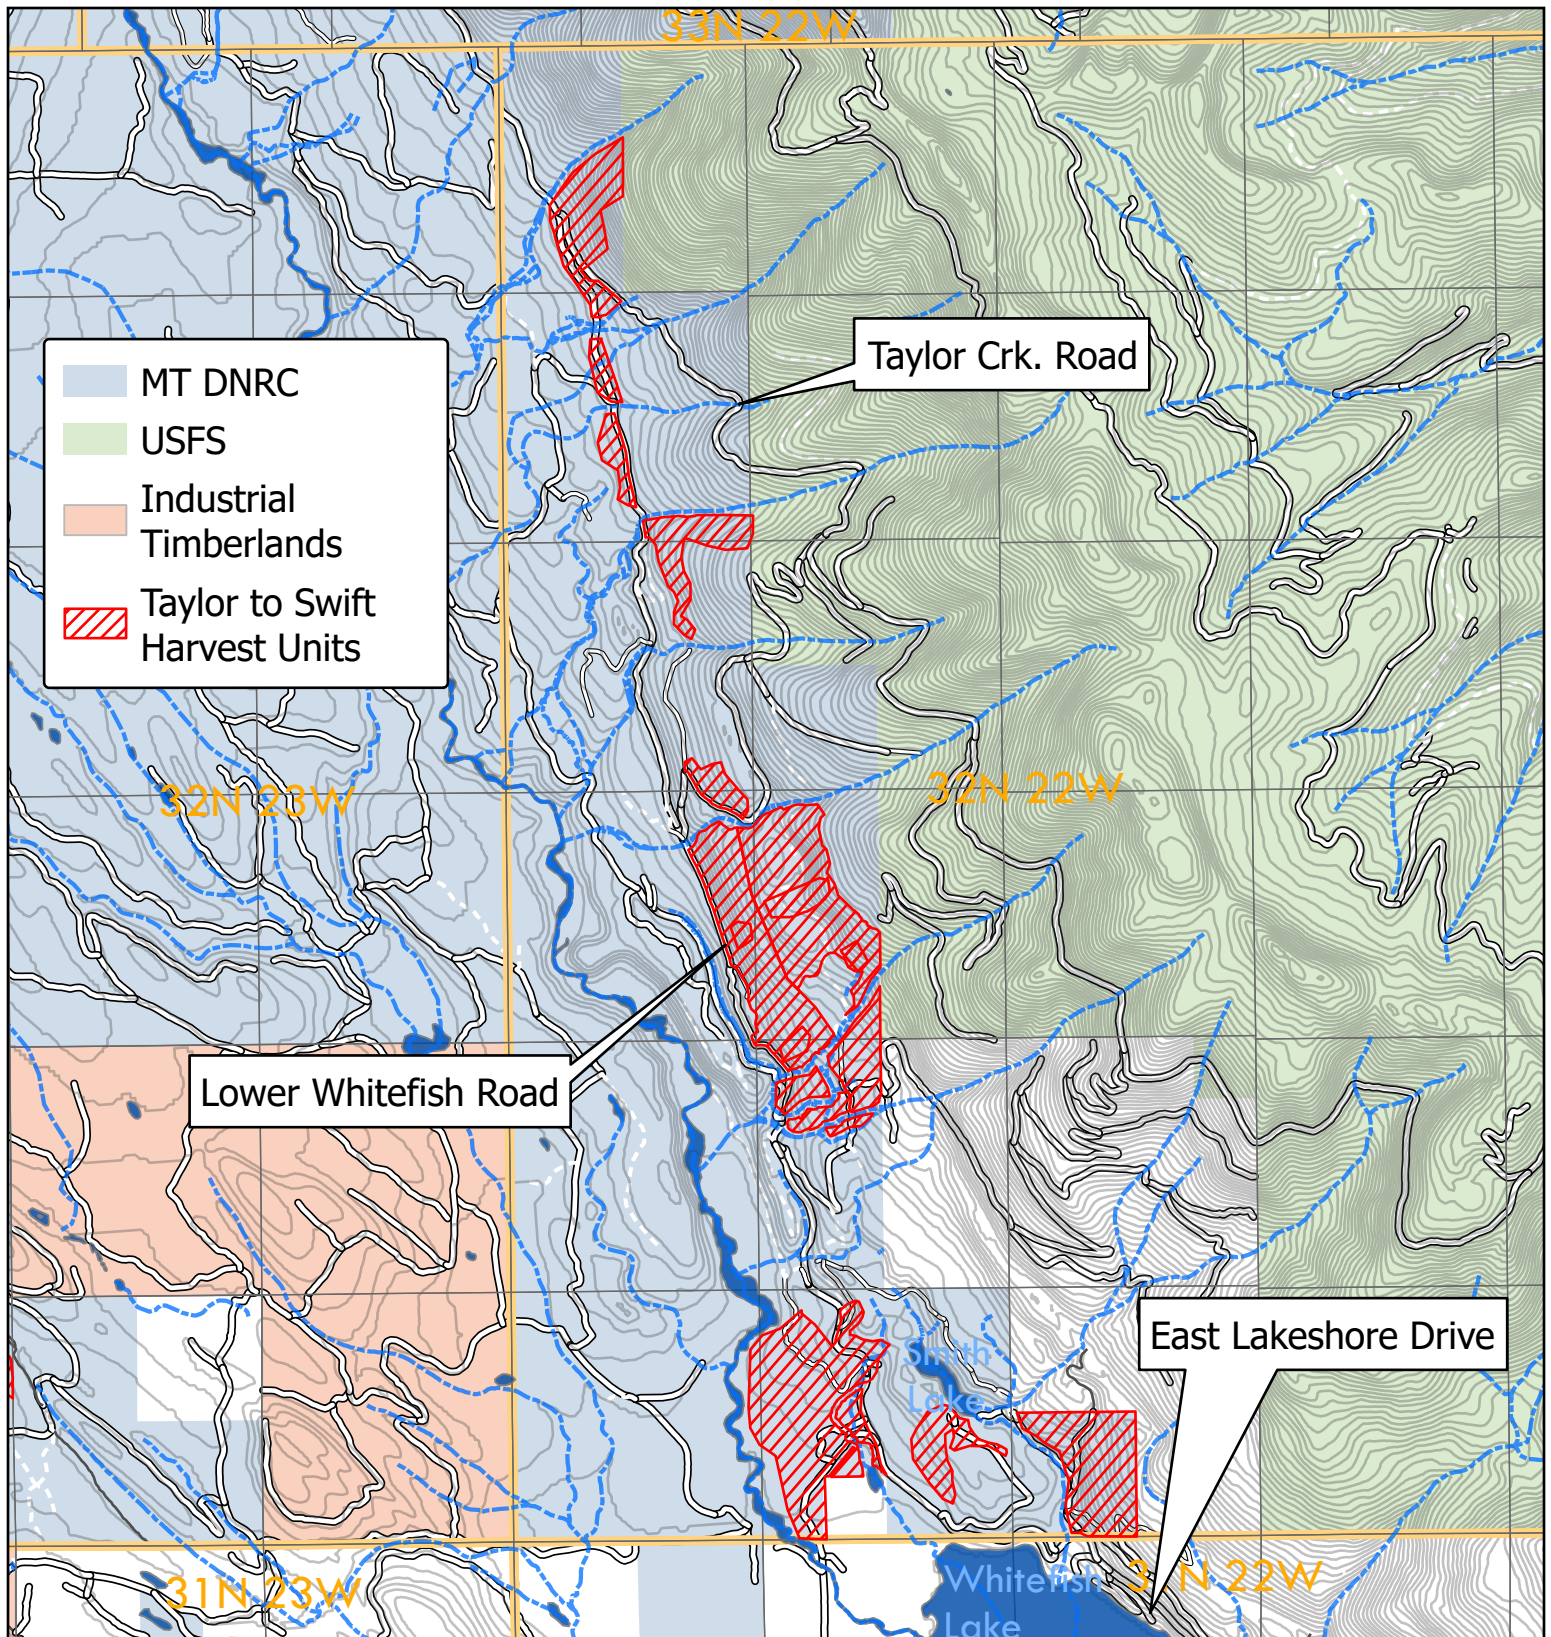 33N 22W
Taylor Crk. Road
MT DNRC
USFS
Industrial
Timberlands
Taylor to Swift
Harvest Units
32N 23W
32N 22W
Lower Whitefish Road
East Lakeshore Drive
Smith
Lake
31N 23W
Whitefish
Lake
31N 22W